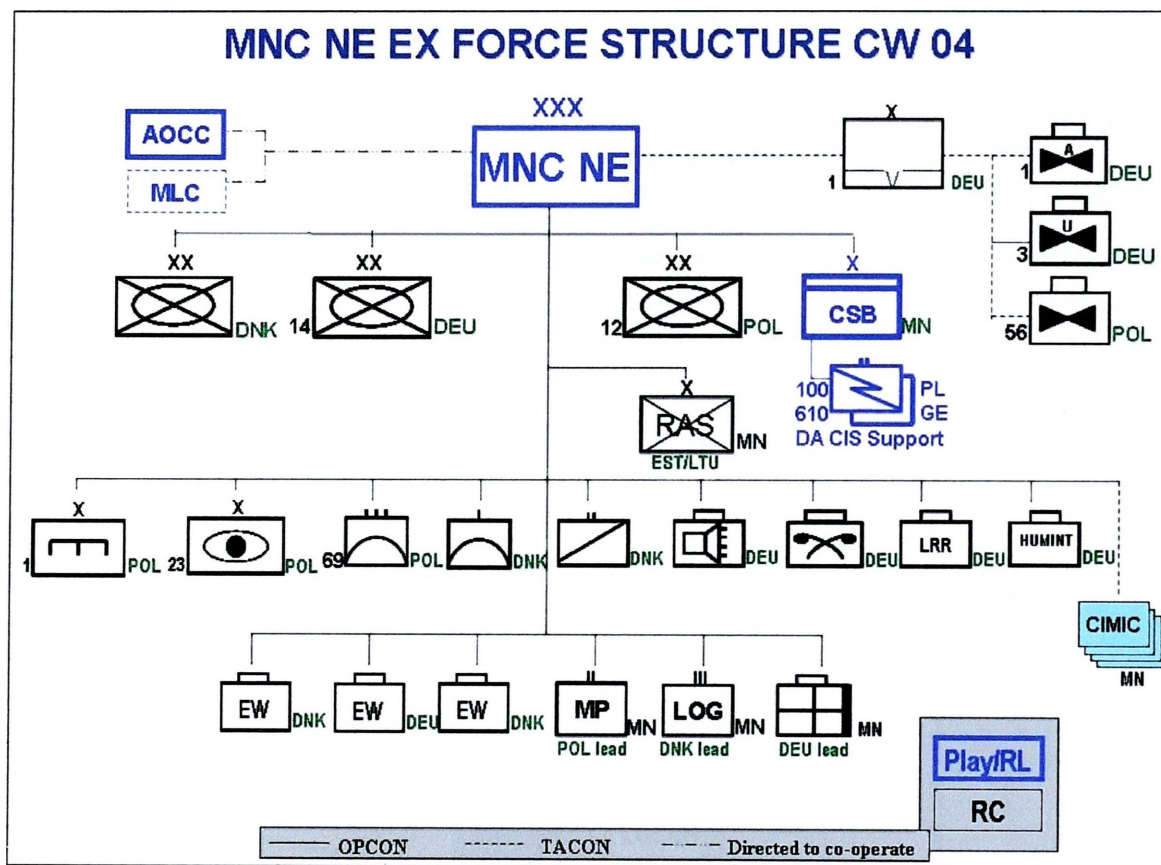 MNC NE EX FORCE STRUCTURE CW 04
XXX
X
AOCC
MNC NE
MLC
1
DEU
A
1
DEU
U
3
DEU
56
POL
XX
DNK
XX
14
DEU
XX
12
POL
X
CSB
MN
100
PL
610
GE
DA CIS Support
X
RAS
MN
EST/LTU
X
1
POL
X
23
POL
69
POL
DNK
DNK
DEU
DEU
LRR
DEU
HUMINT
DEU
CIMIC
MN
EW
DNK
EW
DEU
EW
DNK
MP
MN
POL lead
LOG
MN
DNK lead
MN
DEU lead
Play/RL
RC
OPCON
TACON
Directed to co-operate